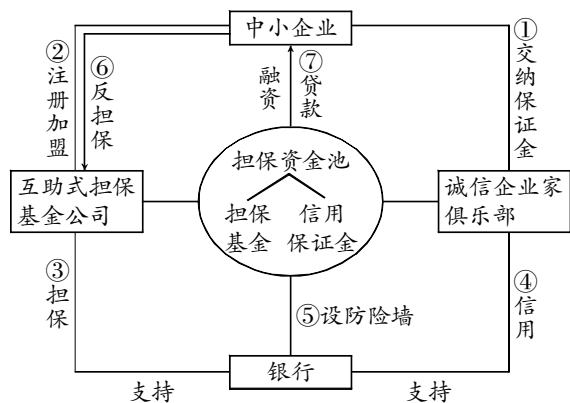 中小企业
②注册加盟
⑥反担保
融资
⑦贷款
①交纳保证金
担保资金池
担保基金
信用保证金
互助式担保
基金公司
诚信企业家
俱乐部
③担保
⑤设防险墙
④信用
银行
支持
支持